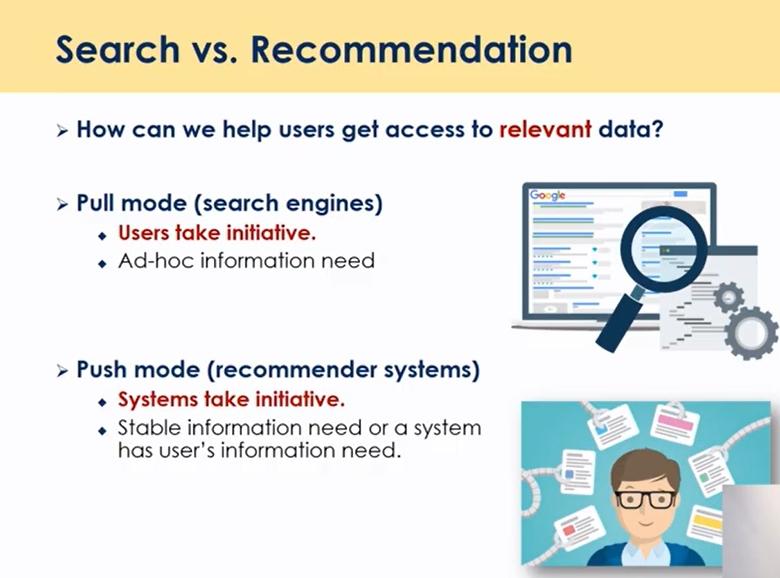 Search vs. Recommendation
➢ How can we help users get access to relevant data?
➢ Pull mode (search engines)
◆ Users take initiative.
◆ Ad-hoc information need
Google
➢ Push mode (recommender systems)
◆ Systems take initiative.
◆ Stable information need or a system
has user's information need.